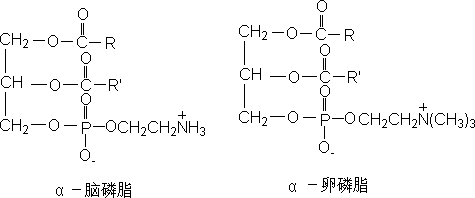 O O
CH2 O C R CH2 O C R
O O
CH O C R' CH O C R'
O O
CH2 O P OCH2CH2NH3 + CH2 O P OCH2CH2N(CH3)3 +
O- O-
α－脑磷脂 α－卵磷脂